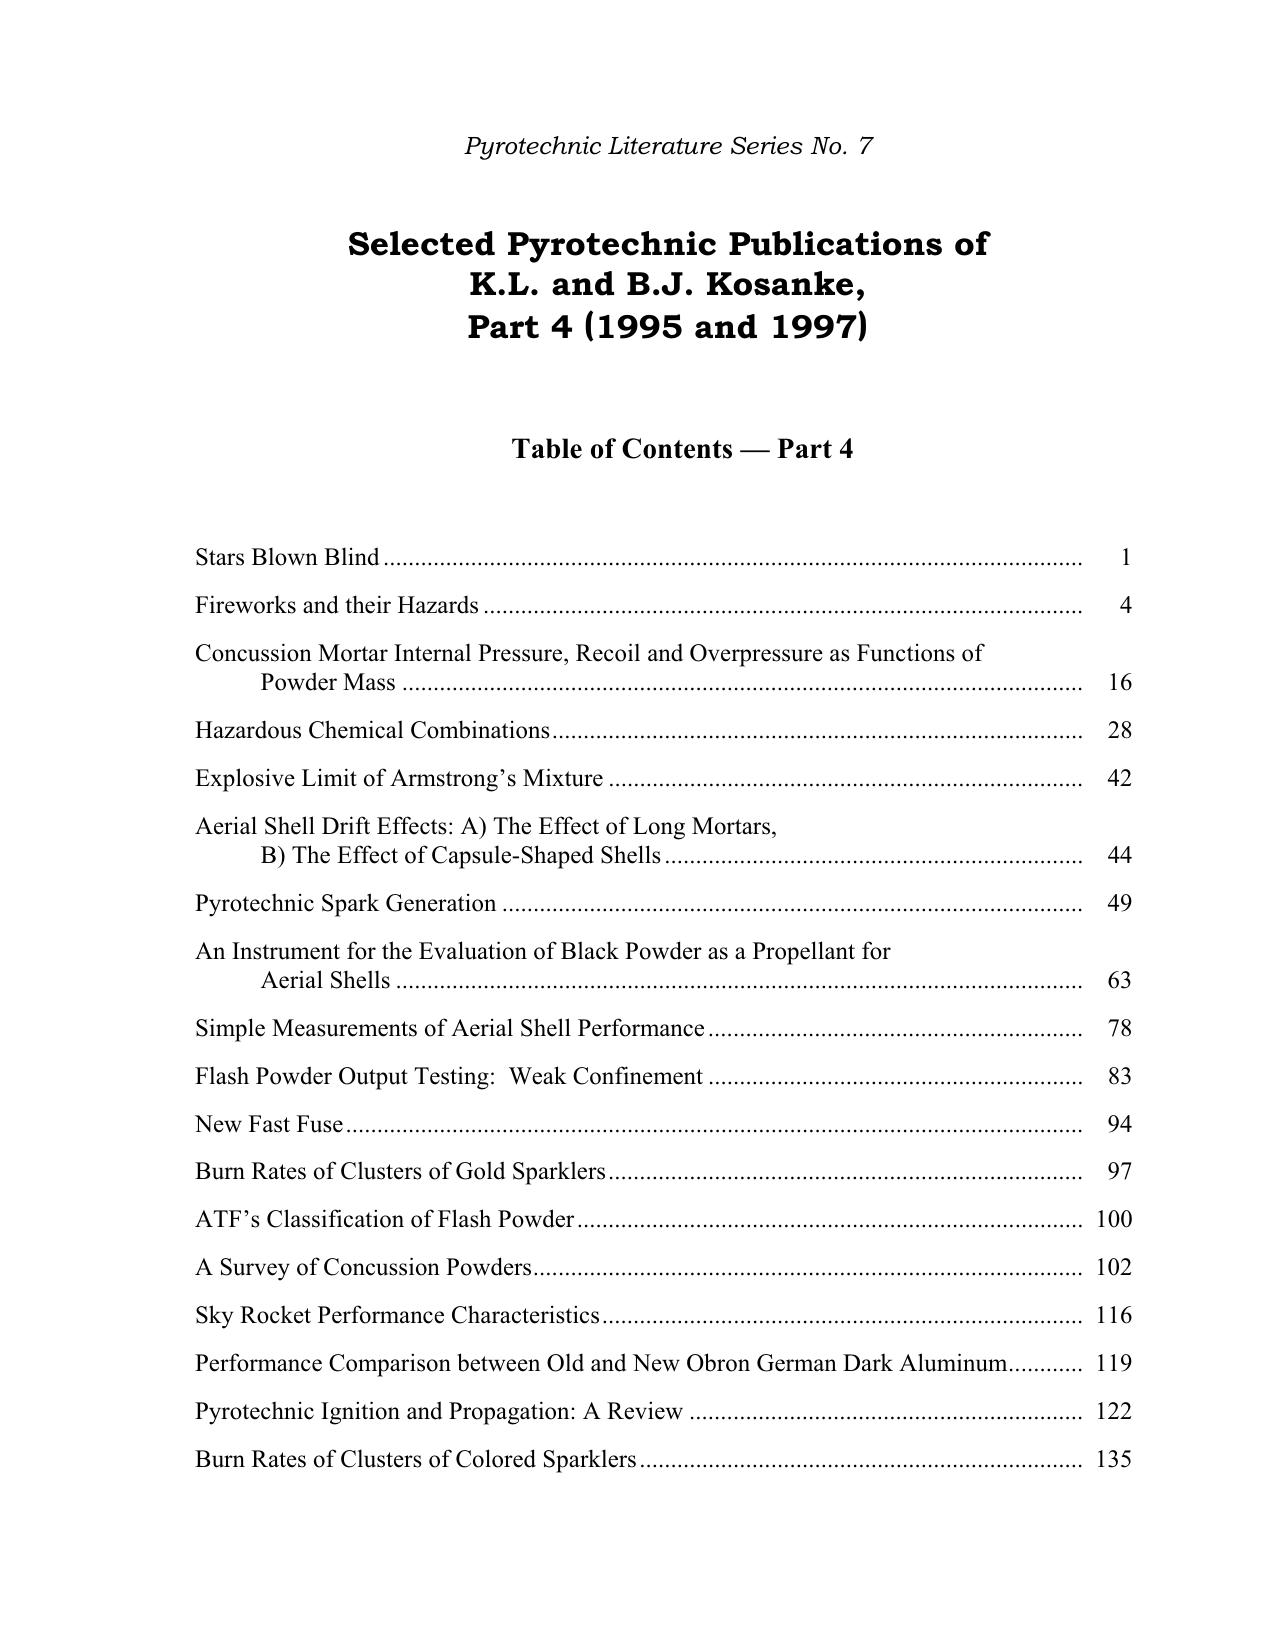 Pyrotechnic Literature Series No. 7
Selected Pyrotechnic Publications of
K.L. and B.J. Kosanke,
Part 4 (1995 and 1997)
Table of Contents — Part 4
Stars Blown Blind ................................................................ 1
Fireworks and their Hazards ................................................................ 4
Concussion Mortar Internal Pressure, Recoil and Overpressure as Functions of
Powder Mass ................................................................ 16
Hazardous Chemical Combinations................................................................ 28
Explosive Limit of Armstrong’s Mixture ................................................................ 42
Aerial Shell Drift Effects: A) The Effect of Long Mortars,
B) The Effect of Capsule-Shaped Shells................................................................ 44
Pyrotechnic Spark Generation ................................................................ 49
An Instrument for the Evaluation of Black Powder as a Propellant for
Aerial Shells ................................................................ 63
Simple Measurements of Aerial Shell Performance................................................................ 78
Flash Powder Output Testing:  Weak Confinement ................................................................ 83
New Fast Fuse................................................................ 94
Burn Rates of Clusters of Gold Sparklers................................................................ 97
ATF’s Classification of Flash Powder................................................................ 100
A Survey of Concussion Powders................................................................ 102
Sky Rocket Performance Characteristics................................................................ 116
Performance Comparison between Old and New Obron German Dark Aluminum............ 119
Pyrotechnic Ignition and Propagation: A Review ................................................................ 122
Burn Rates of Clusters of Colored Sparklers................................................................ 135